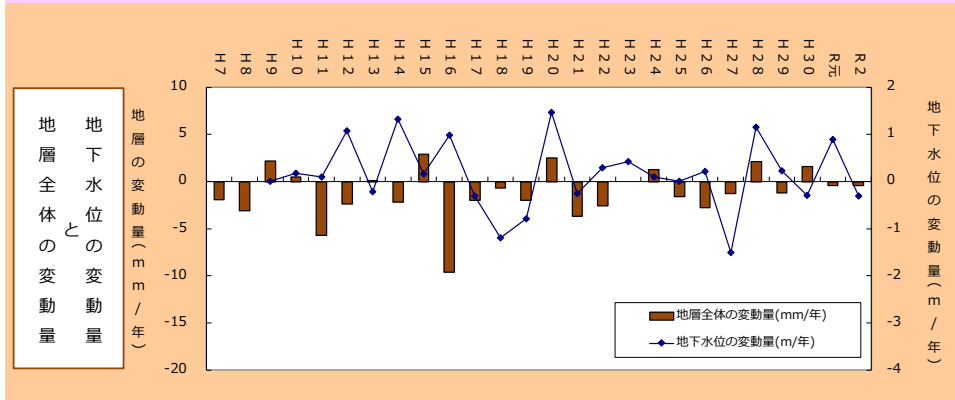 地下水位の変動量
と
地層全体の変動量
地層の変動量(mm/年)
地下水位の変動量(m/年)
H7 H8 H9 H10 H11 H12 H13 H14 H15 H16 H17 H18 H19 H20 H21 H22 H23 H24 H25 H26 H27 H28 H29 H30 R元 R2
10
5
0
-5
-10
-15
-20
2
1
0
-1
-2
-3
-4
地層全体の変動量(mm/年)
地下水位の変動量(m/年)